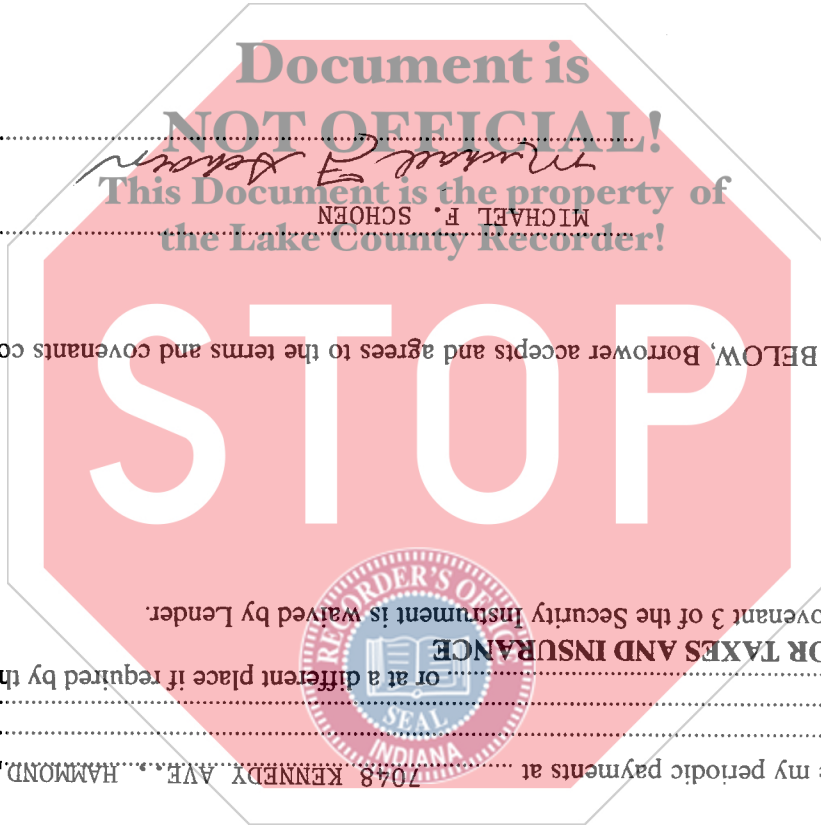 Document is
NOT OFFICIAL!
This Document is the property of
the Lake County Recorder!
STOP
RECORDER'S OFFICE
SEAL
INDIANA
my periodic payments at 7048 KENNEDY AVE., HAMMOND
or at a different place if required by
OR TAXES AND INSURANCE
ovenant 3 of the Security Instrument is waived by Lender.
BELOW, Borrower accepts and agrees to the terms and covenants
MICHAEL F. SCHOEN
Michael F Schoen